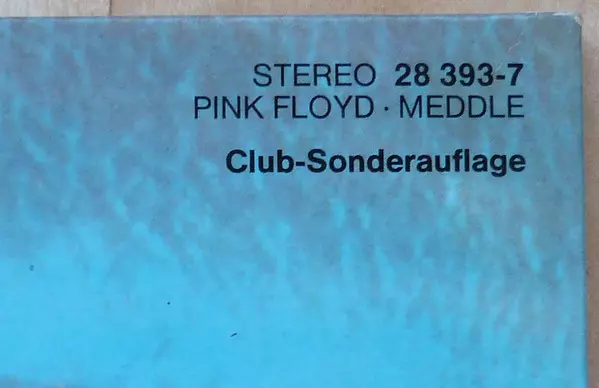 STEREO 28 393-7
PINK FLOYD · MEDDLE
Club-Sonderauflage